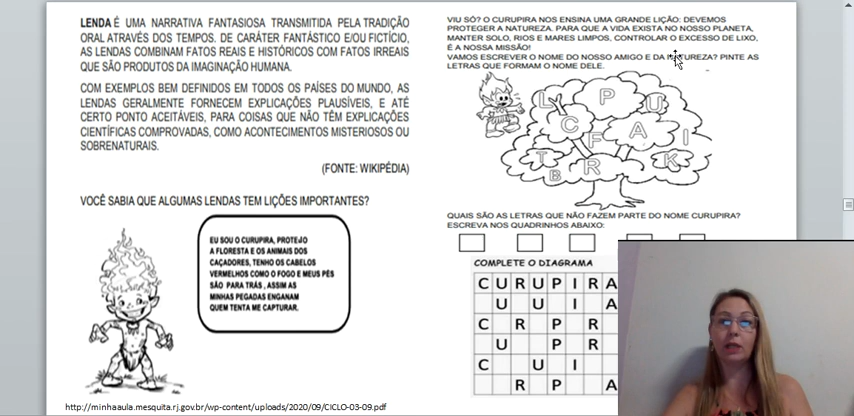 LENDA É UMA NARRATIVA FANTASIOSA TRANSMITIDA PELA TRADIÇÃO
ORAL ATRAVÉS DOS TEMPOS. DE CARÁTER FANTÁSTICO E/OU FICTÍCIO,
AS LENDAS COMBINAM FATOS REAIS E HISTÓRICOS COM FATOS IRREAIS
QUE SÃO PRODUTOS DA IMAGINAÇÃO HUMANA.
COM EXEMPLOS BEM DEFINIDOS EM TODOS OS PAÍSES DO MUNDO, AS
LENDAS GERALMENTE FORNECEM EXPLICAÇÕES PLAUSÍVEIS, E ATÉ
CERTO PONTO ACEITÁVEIS, PARA COISAS QUE NÃO TÊM EXPLICAÇÕES
CIENTÍFICAS COMPROVADAS, COMO ACONTECIMENTOS MISTERIOSOS OU
SOBRENATURAIS.
(FONTE: WIKIPÉDIA)
VOCÊ SABIA QUE ALGUMAS LENDAS TEM LIÇÕES IMPORTANTES?
EU SOU O CURUPIRA, PROTEJO
A FLORESTA E OS ANIMAIS DOS
CAÇADORES, TENHO OS CABELOS
VERMELHOS COMO O FOGO E MEUS PÉS
SÃO PARA TRÁS , ASSIM AS
MINHAS PEGADAS ENGANAM
QUEM TENTA ME CAPTURAR.
http://minhaaula.mesquita.rj.gov.br/wp-content/uploads/2020/09/CICLO-03-09.pdf
VIU SÓ? O CURUPIRA NOS ENSINA UMA GRANDE LIÇÃO: DEVEMOS
PROTEGER A NATUREZA. PARA QUE A VIDA EXISTA NO NOSSO PLANETA,
MANTER SOLO, RIOS E MARES LIMPOS, CONTROLAR O EXCESSO DE LIXO,
É A NOSSA MISSÃO!
VAMOS ESCREVER O NOME DO NOSSO AMIGO E DA NATUREZA? PINTE AS
LETRAS QUE FORMAM O NOME DELE.
L P U
C F A I
T B R K
QUAIS SÃO AS LETRAS QUE NÃO FAZEM PARTE DO NOME CURUPIRA?
ESCREVA NOS QUADRINHOS ABAIXO:
COMPLETE O DIAGRAMA
C U R U P I R A
U U I A
C R P R
U P R
C U I
R P A